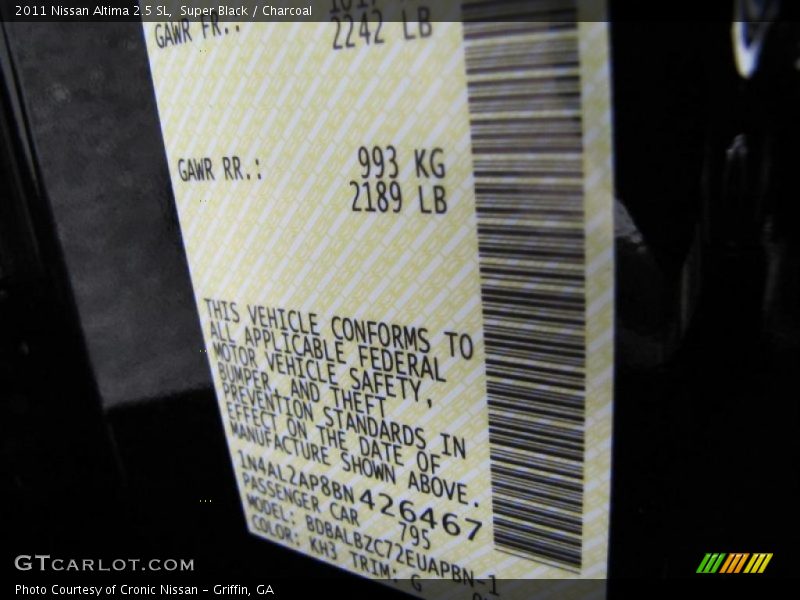 2011 Nissan Altima 2.5 SL, Super Black / Charcoal
GAWR FR.:
2242 LB
GAWR RR.: 993 KG
2189 LB
THIS VEHICLE CONFORMS TO
ALL APPLICABLE FEDERAL
MOTOR VEHICLE SAFETY,
BUMPER, AND THEFT
PREVENTION STANDARDS IN
EFFECT ON THE DATE OF
MANUFACTURE SHOWN ABOVE.
1N4AL2AP8BN426467
PASSENGER CAR 795
MODEL: BDBALBZC72EUAPBN-1
COLOR: KH3 TRIM: G
GTCARLOT.COM
Photo Courtesy of Cronic Nissan - Griffin, GA